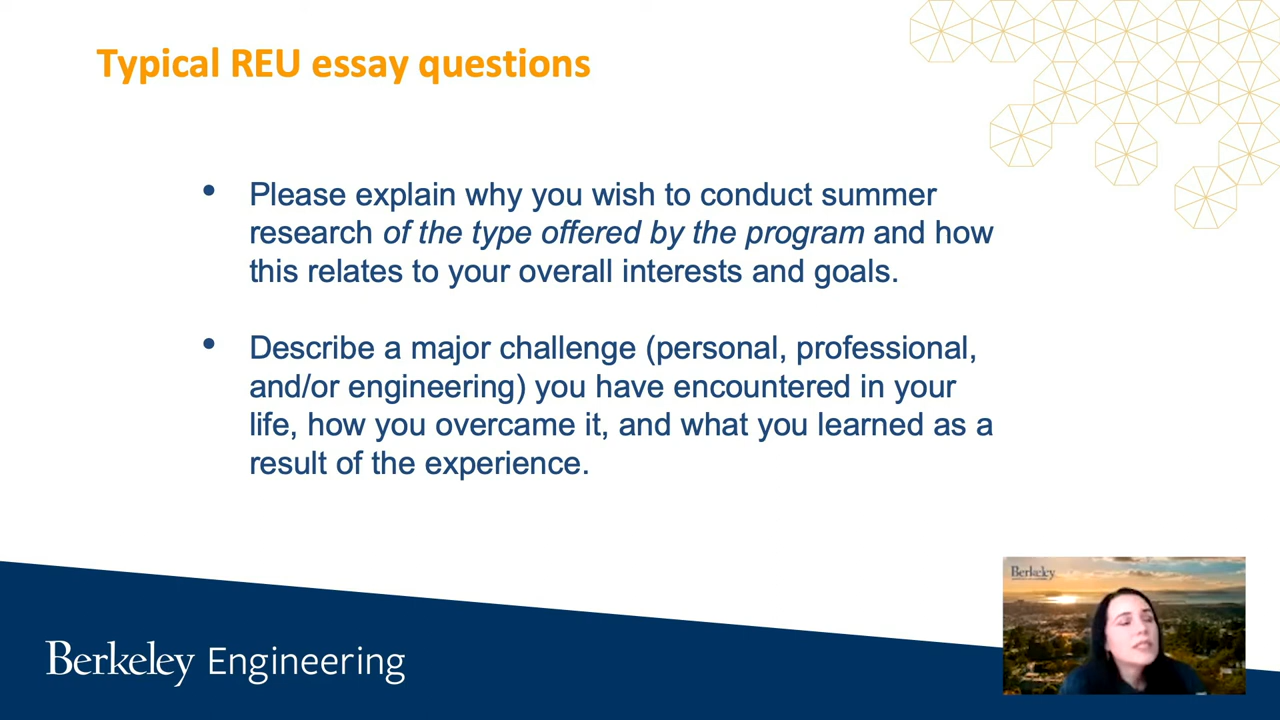 Typical REU essay questions
• Please explain why you wish to conduct summer
research of the type offered by the program and how
this relates to your overall interests and goals.
• Describe a major challenge (personal, professional,
and/or engineering) you have encountered in your
life, how you overcame it, and what you learned as a
result of the experience.
Berkeley
Berkeley Engineering